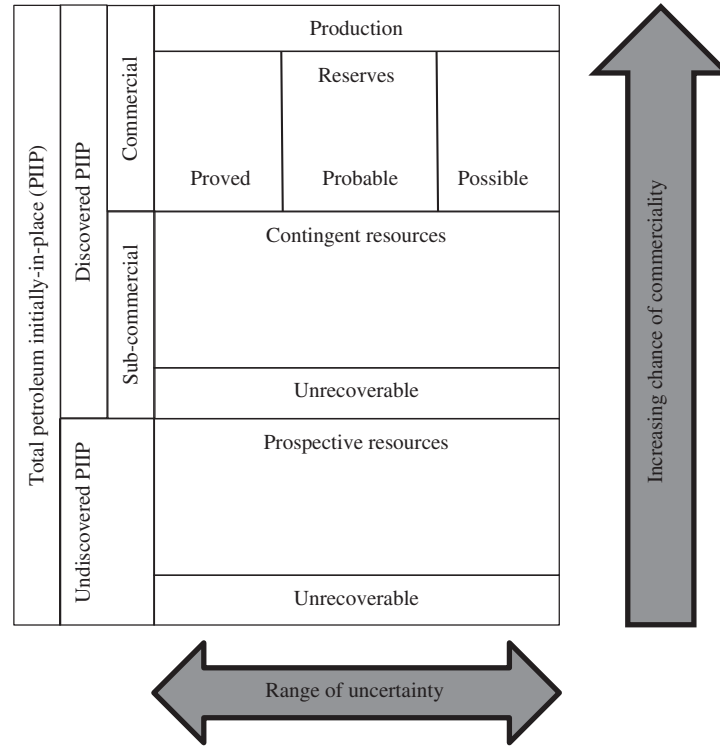 Total petroleum initially-in-place (PIIP)
Discovered PIIP
Undiscovered PIIP
Commercial
Sub-commercial
Production
Reserves
Proved
Probable
Possible
Contingent resources
Unrecoverable
Prospective resources
Unrecoverable
Increasing chance of commerciality
Range of uncertainty